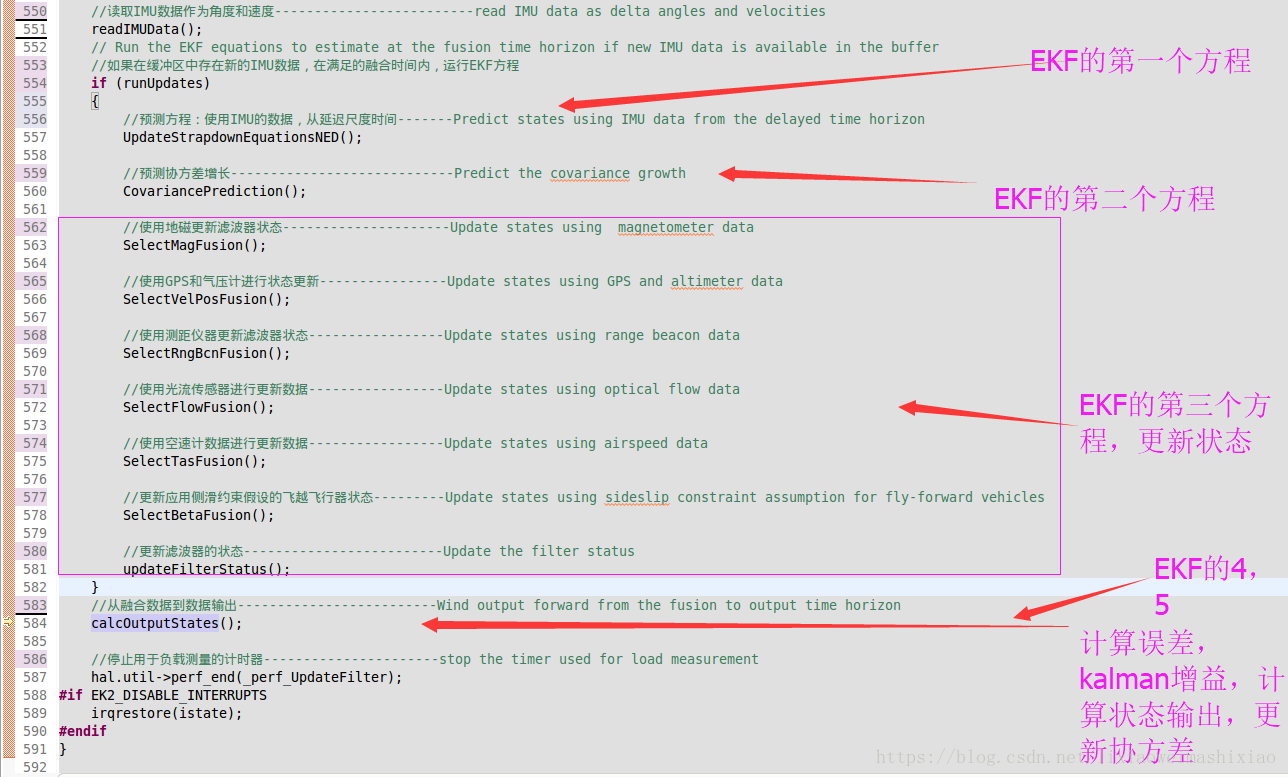 550 //读取IMU数据作为角度和速度-------------------------read IMU data as delta angles and velocities
551 readIMUData();
552 // Run the EKF equations to estimate at the fusion time horizon if new IMU data is available in the buffer
553 //如果在缓冲区中存在新的IMU数据，在满足的融合时间内，运行EKF方程
EKF的第一个方程
554 if (runUpdates)
555 {
556 //预测方程：使用IMU的数据，从延迟尺度时间-------Predict states using IMU data from the delayed time horizon
557 UpdateStrapdownEquationsNED();
558
559 //预测协方差增长----------------------------Predict the covariance growth
560 CovariancePrediction();
EKF的第二个方程
561
562 //使用地磁更新滤波器状态---------------------Update states using  magnetometer data
563 SelectMagFusion();
564
565 //使用GPS和气压计进行状态更新----------------Update states using GPS and altimeter data
566 SelectVelPosFusion();
567
568 //使用测距仪器更新滤波器状态-----------------Update states using range beacon data
569 SelectRngBcnFusion();
570
571 //使用光流传感器进行更新数据-----------------Update states using optical flow data
572 SelectFlowFusion();
573
EKF的第三个方
程，更新状态
574 //使用空速计数据进行更新数据-----------------Update states using airspeed data
575 SelectTasFusion();
576
577 //更新应用侧滑约束假设的飞越飞行器状态---------Update states using sideslip constraint assumption for fly-forward vehicles
578 SelectBetaFusion();
579
580 //更新滤波器的状态-------------------------Update the filter status
581 updateFilterStatus();
582 }
583 //从融合数据到数据输出-------------------------Wind output forward from the fusion to output time horizon
584 calcOutputStates();
585
EKF的4，
5
计算误差，
kalman增益，计
算状态输出，更
新协方差
586 //停止用于负载测量的计时器----------------------stop the timer used for load measurement
587 hal.util->perf_end(_perf_UpdateFilter);
588 #if EK2_DISABLE_INTERRUPTS
589 irqrestore(istate);
590 #endif
591 }
592
https://blog.csdn.net/